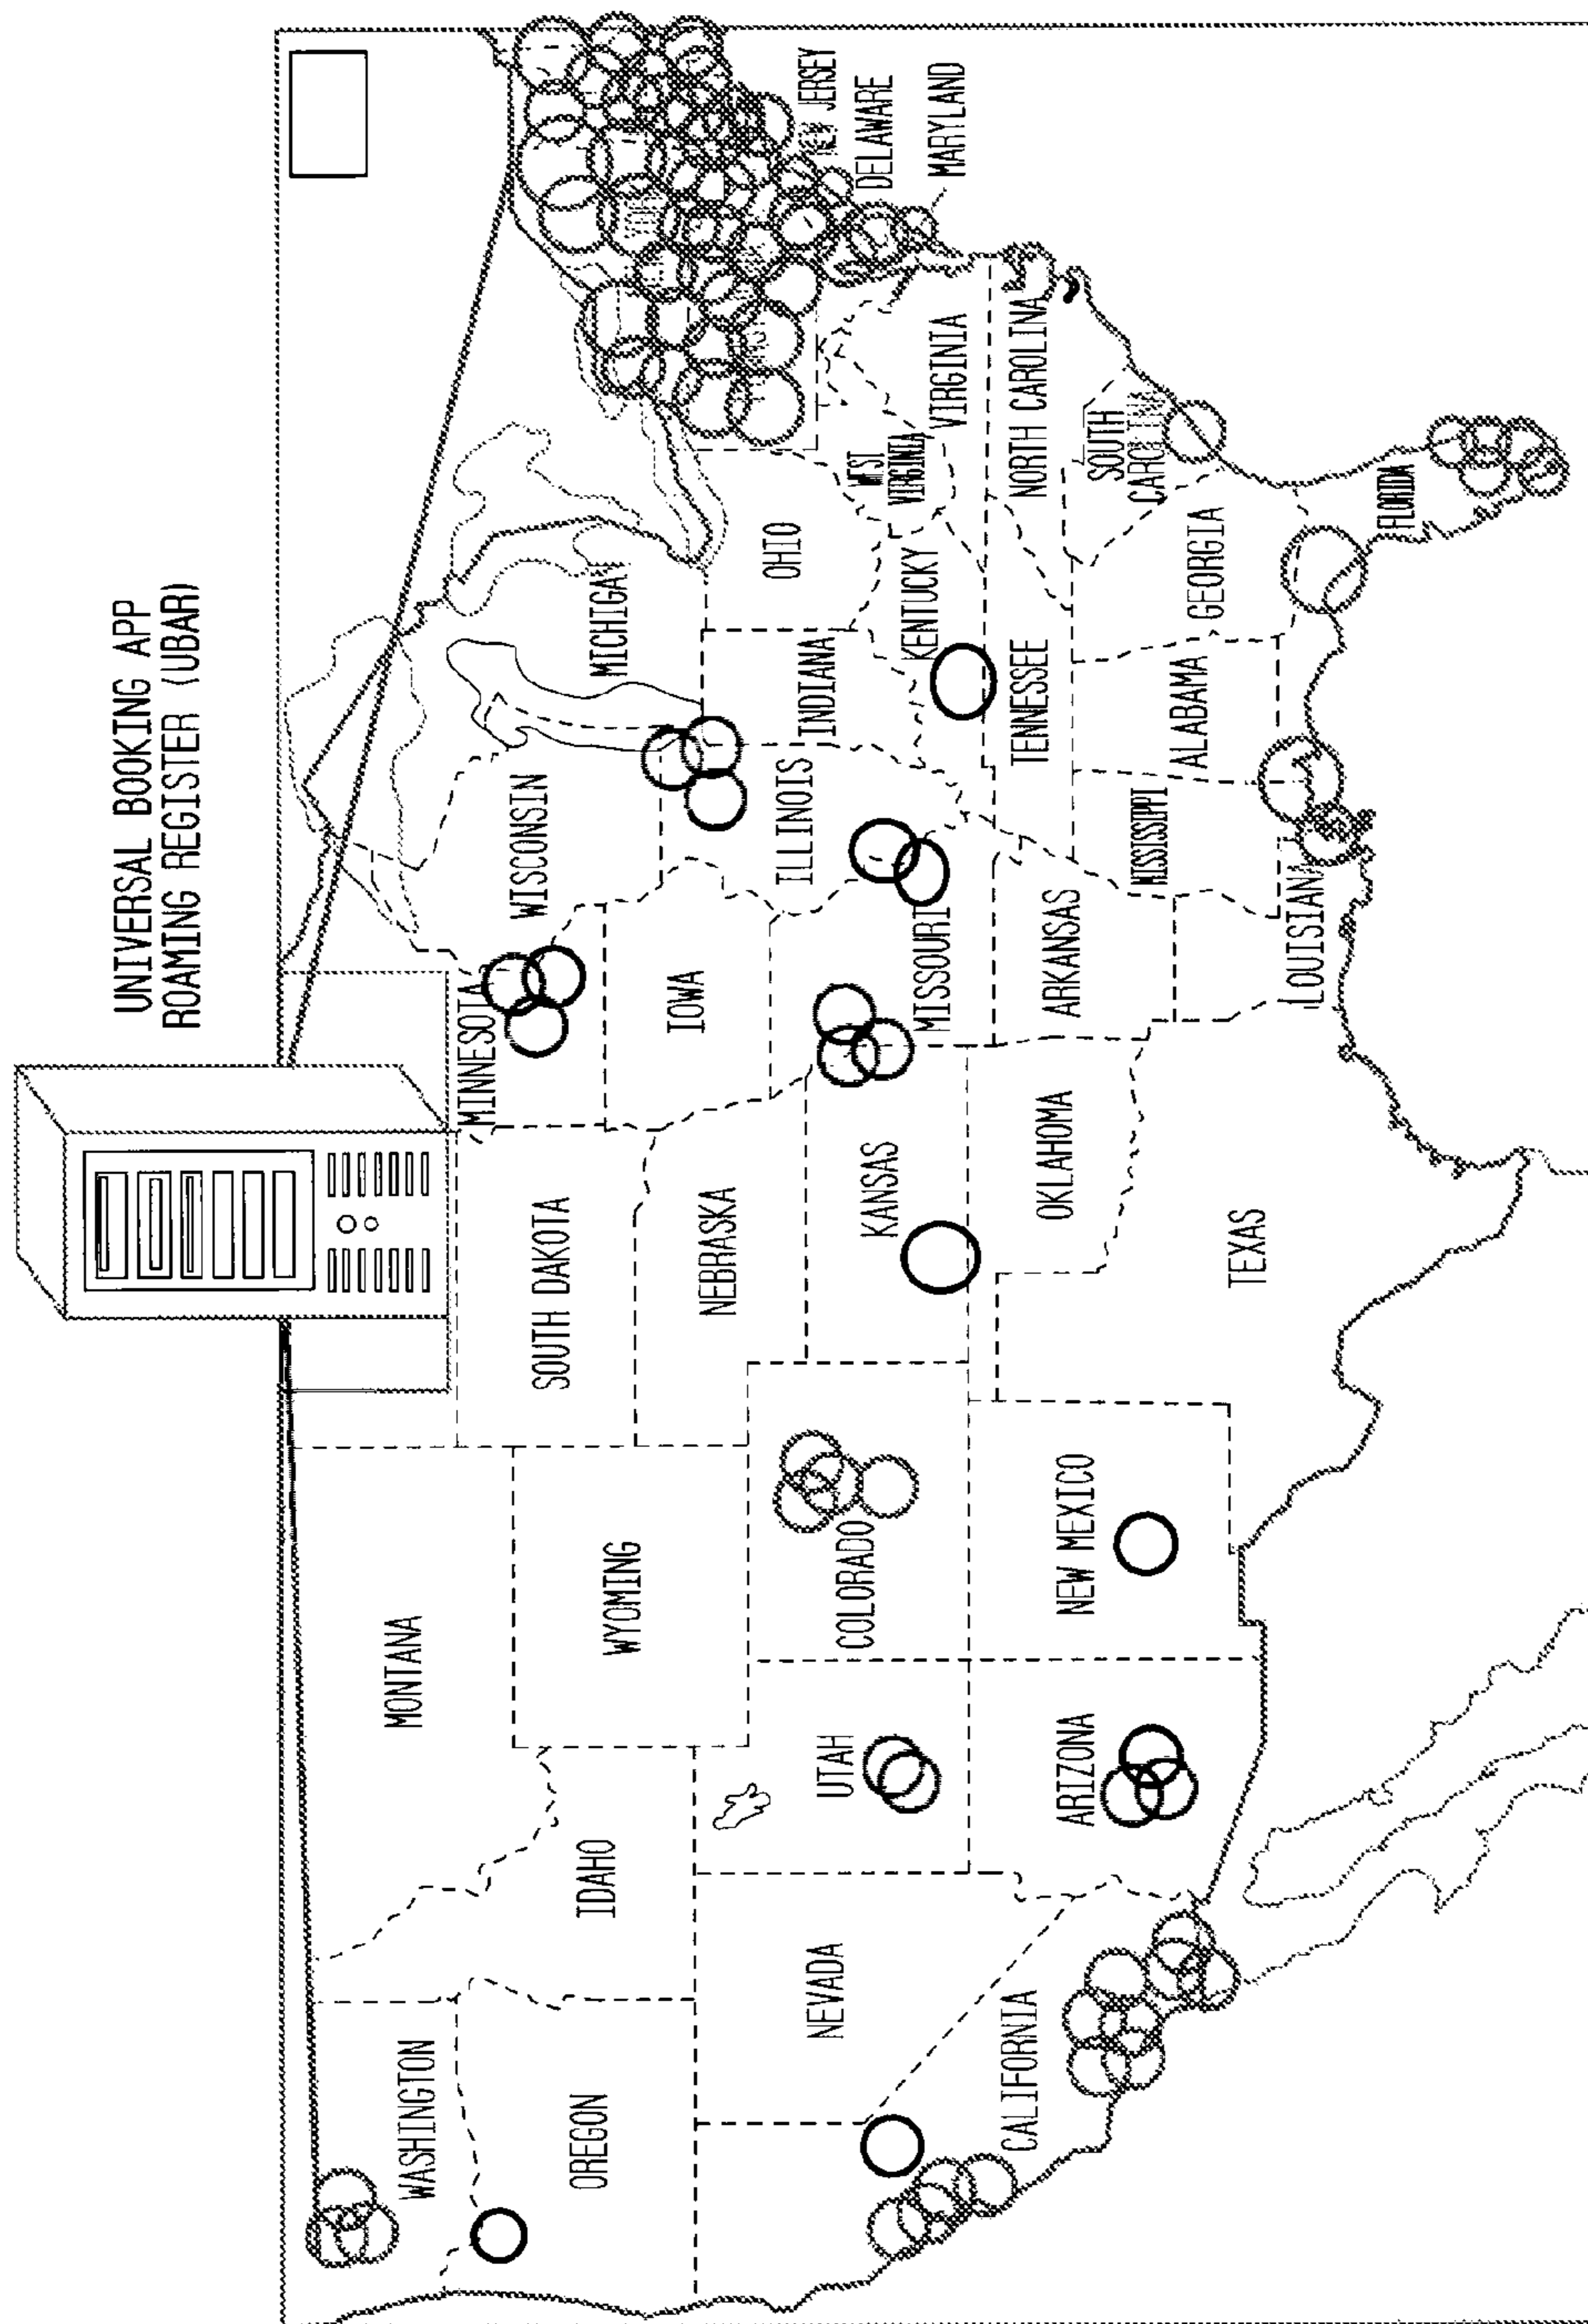 UNIVERSAL BOOKING APP
ROAMING REGISTER (UBAR)
WASHINGTON
OREGON
CALIFORNIA
NEVADA
IDAHO
MONTANA
WYOMING
UTAH
ARIZONA
COLORADO
NEW MEXICO
SOUTH DAKOTA
NEBRASKA
KANSAS
OKLAHOMA
TEXAS
MINNESOTA
IOWA
MISSOURI
ARKANSAS
LOUISIANA
WISCONSIN
ILLINOIS
MISSISSIPPI
MICHIGAN
INDIANA
KENTUCKY
TENNESSEE
ALABAMA
OHIO
GEORGIA
FLORIDA
WEST
VIRGINIA
VIRGINIA
NORTH CAROLINA
SOUTH
CAROLINA
NEW JERSEY
DELAWARE
MARYLAND